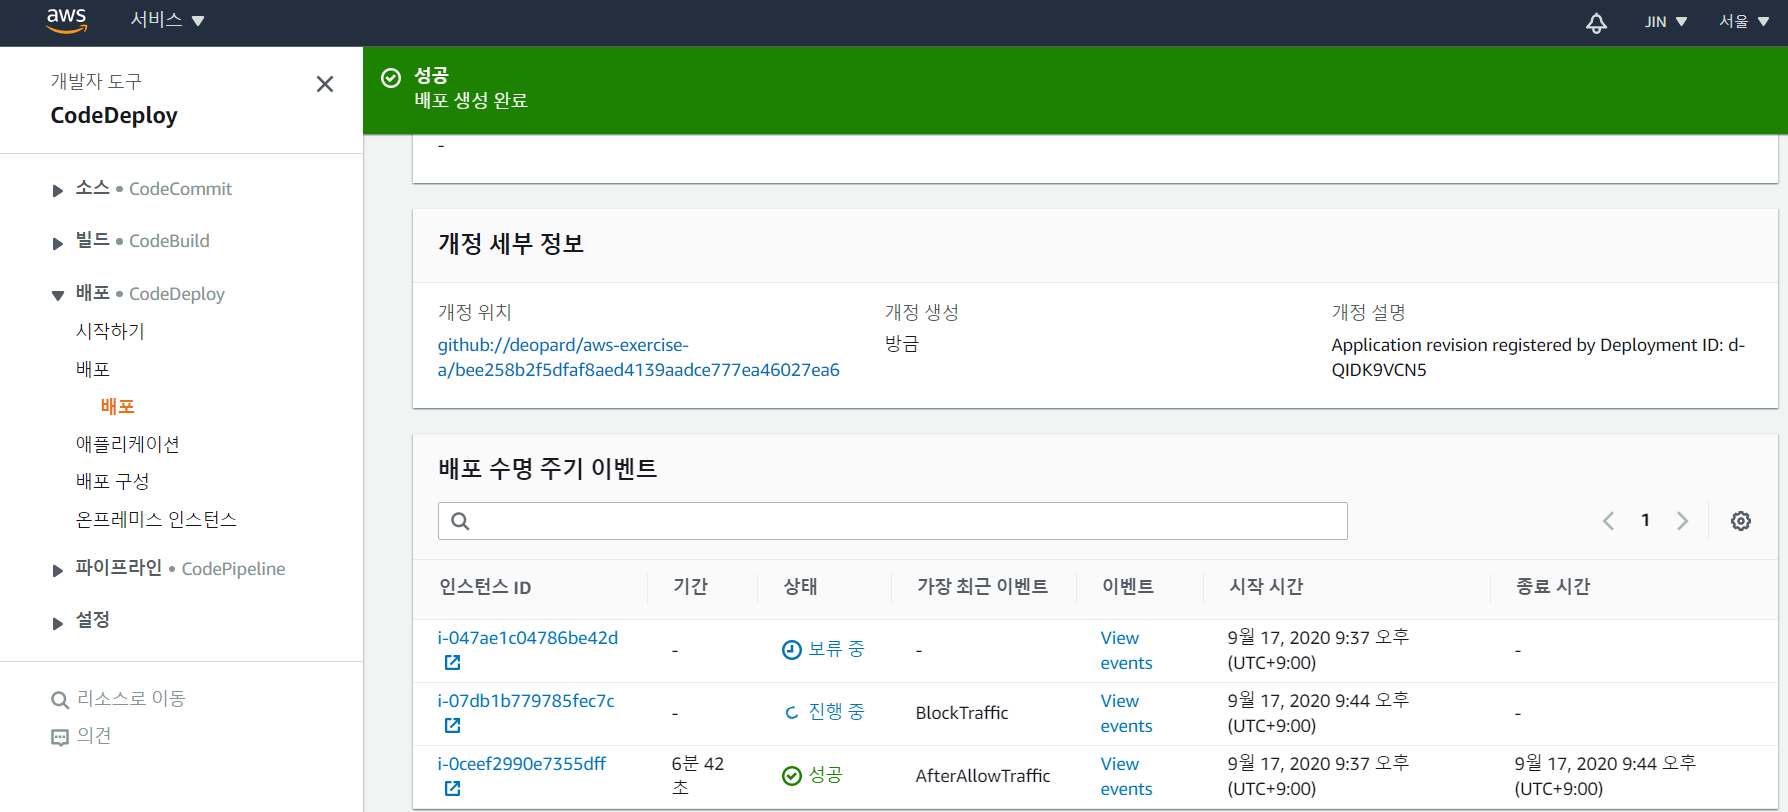 aws
서비스
JIN
서울
개발자 도구
CodeDeploy
소스 • CodeCommit
빌드 • CodeBuild
배포 • CodeDeploy
시작하기
배포
배포
애플리케이션
배포 구성
온프레미스 인스턴스
파이프라인 • CodePipeline
설정
리소스로 이동
의견
성공
배포 생성 완료
-
개정 세부 정보
개정 위치
github://deopard/aws-exercise-
a/bee258b2f5dfaf8aed4139aadce777ea46027ea6
개정 생성
방금
개정 설명
Application revision registered by Deployment ID: d-
QIDK9VCN5
배포 수명 주기 이벤트
1
인스턴스 ID 기간 상태 가장 최근 이벤트 이벤트 시작 시간 종료 시간
i-047ae1c04786be42d - 보류 중 - View 9월 17, 2020 9:37 오후 -
events (UTC+9:00)
i-07db1b779785fec7c - 진행 중 BlockTraffic View 9월 17, 2020 9:44 오후 -
events (UTC+9:00)
i-0ceef2990e7355dff 6분 42 성공 AfterAllowTraffic View 9월 17, 2020 9:37 오후 9월 17, 2020 9:44 오후
초 events (UTC+9:00) (UTC+9:00)